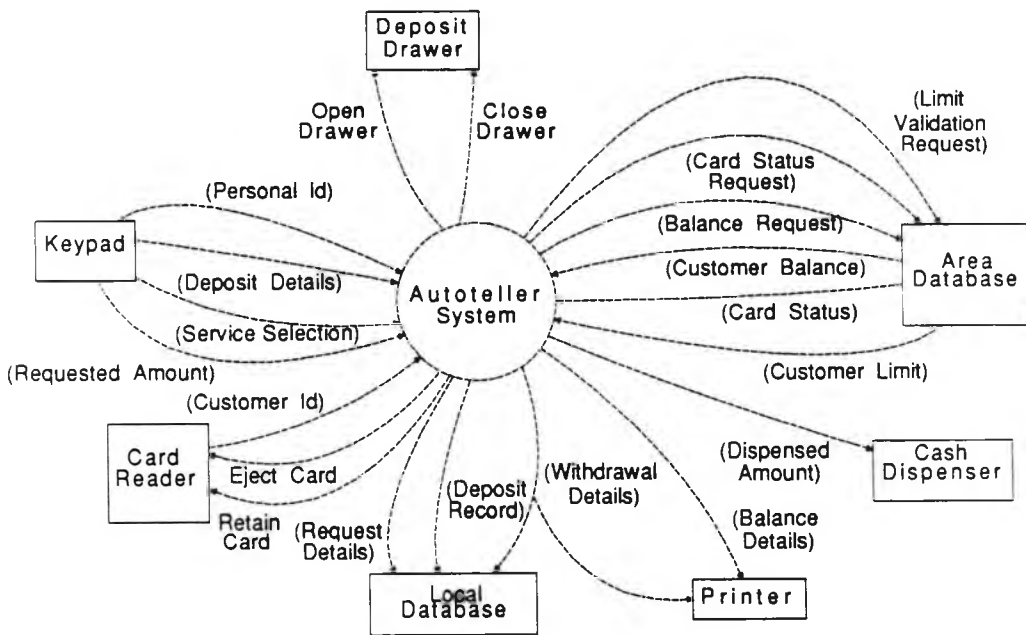 Deposit
Drawer
Open
Drawer
Close
Drawer
(Limit
Validation
Request)
(Card Status
Request)
(Personal Id)
(Balance Request)
Keypad
(Deposit Details)
Autoteller
System
(Customer Balance)
Area
Database
(Service Selection)
(Card Status)
(Requested Amount)
(Customer Limit)
(Customer Id)
Card
Reader
Eject Card
(Dispensed
Amount)
Cash
Dispenser
Retain
Card
(Request
Details)
(Deposit
Record)
(Withdrawal
Details)
(Balance
Details)
Local
Database
Printer